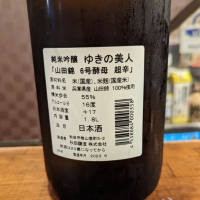 純米吟醸 ゆきの美人
「山田錦 6号酵母 超辛」
原材料名 米(国産)、米麹(国産米)
原料米 兵庫県産 山田錦 100%使用
精米歩合 55%
アルコール分 16度
日本酒度 +17
内容量 1.8L
日本酒
秋田醸造株式会社